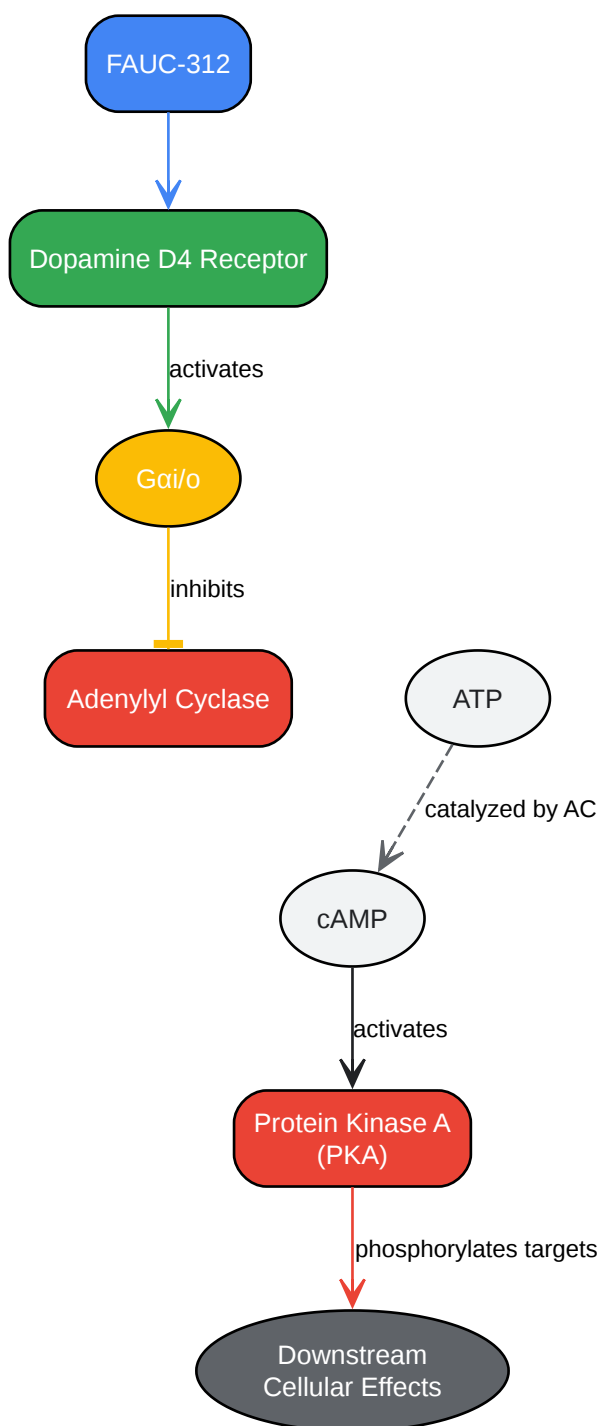 FAUC-312
Dopamine D4 Receptor
activates
Gαi/o
inhibits
Adenylyl Cyclase
ATP
catalyzed by AC
cAMP
activates
Protein Kinase A
(PKA)
phosphorylates targets
Downstream
Cellular Effects